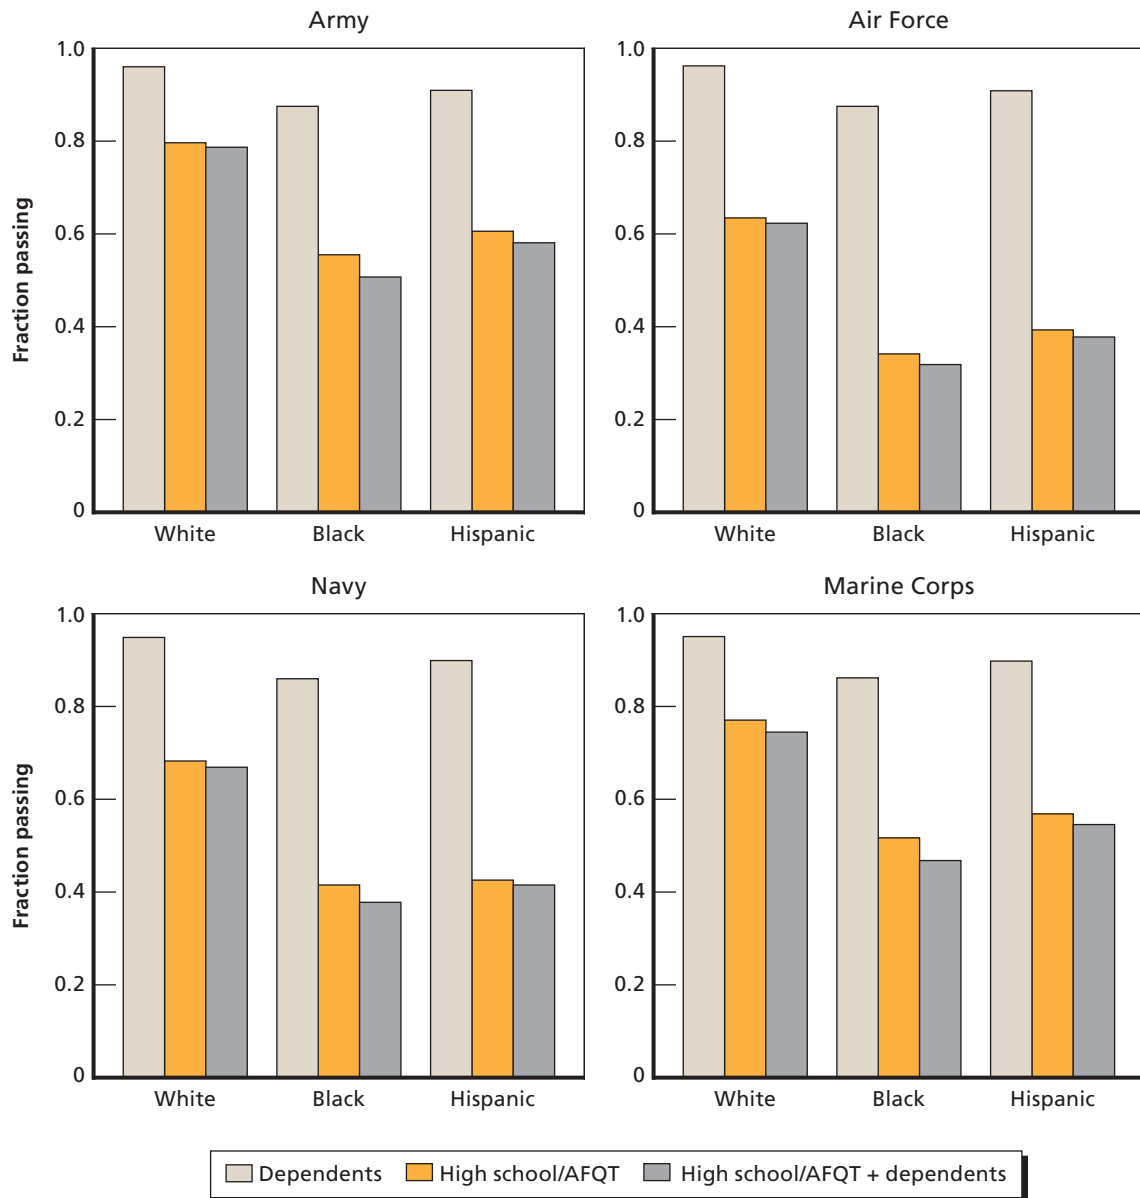 Army
Fraction passing
1.0
0.8
0.6
0.4
0.2
0
White Black Hispanic
Air Force
1.0
0.8
0.6
0.4
0.2
0
White Black Hispanic
Navy
Fraction passing
1.0
0.8
0.6
0.4
0.2
0
White Black Hispanic
Marine Corps
1.0
0.8
0.6
0.4
0.2
0
White Black Hispanic
Dependents High school/AFQT High school/AFQT + dependents